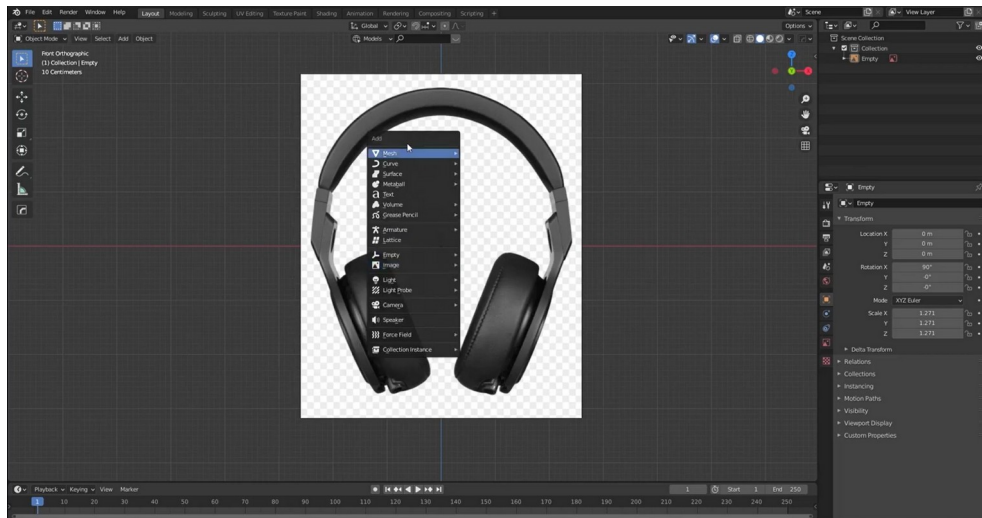 File Edit Render Window Help Layout Modeling Sculpting UV Editing Texture Paint Shading Animation Rendering Compositing Scripting + Scene View Layer
Global Options
Object Mode View Select Add Object Models Scene Collection
Front Orthographic Collection
(1) Collection | Empty Empty
10 Centimeters
Add
Mesh
Curve
Surface
Metaball
Text
Volume
Grease Pencil
Armature
Lattice
Empty
Image
Light
Light Probe
Camera
Speaker
Force Field
Collection Instance
Empty
Empty
Transform
Location X 0 m
Y 0 m
Z 0 m
Rotation X 90°
Y -0°
Z -0°
Mode XYZ Euler
Scale X 1.271
Y 1.271
Z 1.271
Delta Transform
Relations
Collections
Instancing
Motion Paths
Visibility
Viewport Display
Custom Properties
Playback Keying View Marker 1 Start 1 End 250
1 10 20 30 40 50 60 70 80 90 100 110 120 130 140 150 160 170 180 190 200 210 220 230 240 250